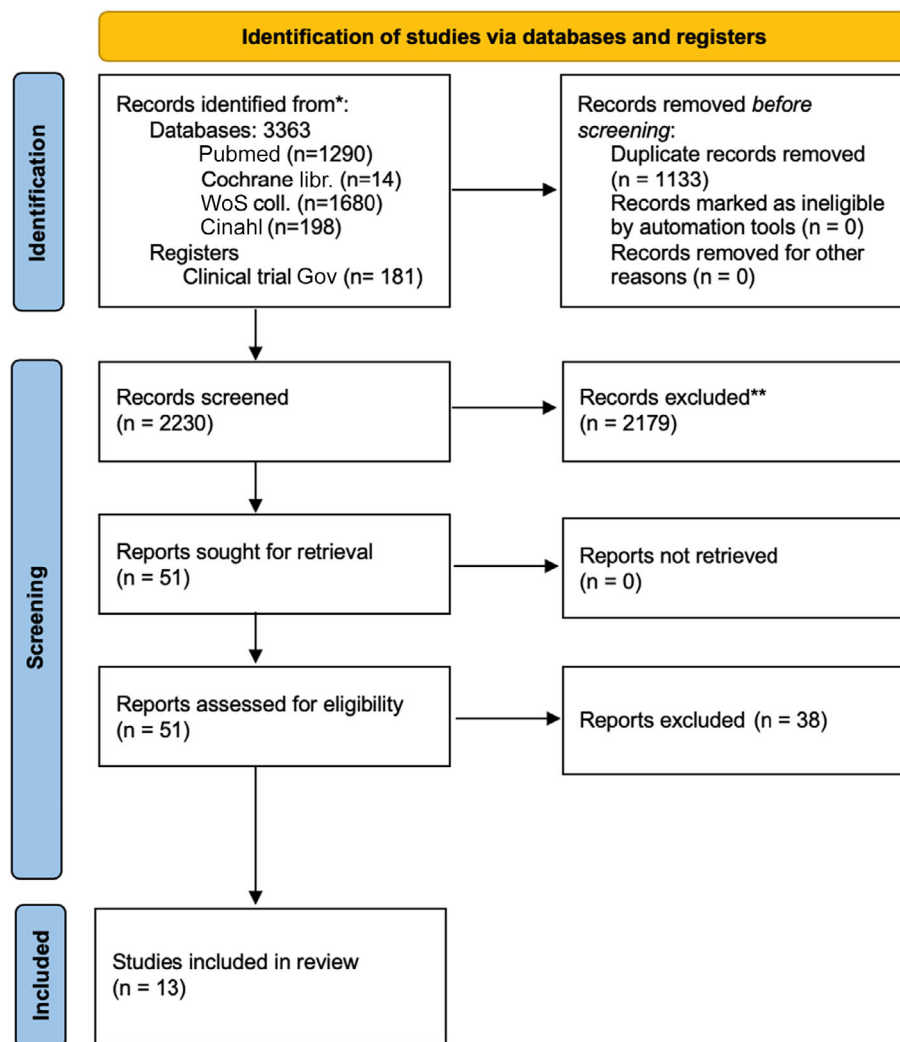 Identification of studies via databases and registers
Identification
Records identified from*:
Databases: 3363
Pubmed (n=1290)
Cochrane libr. (n=14)
WoS coll. (n=1680)
Cinahl (n=198)
Registers
Clinical trial Gov (n= 181)
Records removed before
screening:
Duplicate records removed
(n = 1133)
Records marked as ineligible
by automation tools (n = 0)
Records removed for other
reasons (n = 0)
Screening
Records screened
(n = 2230)
Records excluded**
(n = 2179)
Reports sought for retrieval
(n = 51)
Reports not retrieved
(n = 0)
Reports assessed for eligibility
(n = 51)
Reports excluded (n = 38)
Included
Studies included in review
(n = 13)